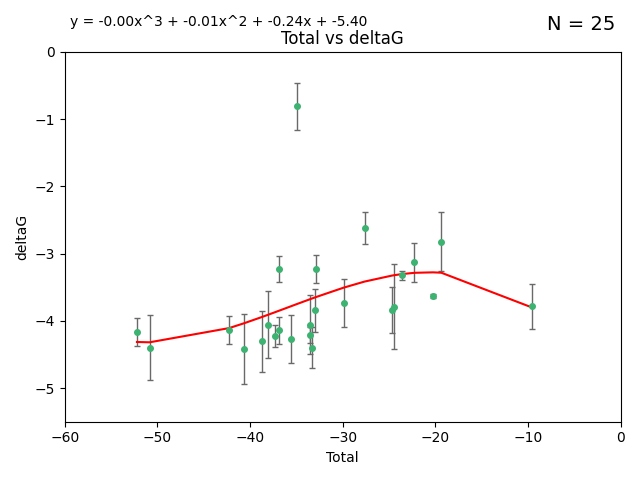 y = -0.00x^3 + -0.01x^2 + -0.24x + -5.40
N = 25
Total vs deltaG
0
−1
−2
−3
−4
−5
deltaG
−60 −50 −40 −30 −20 −10 0
Total